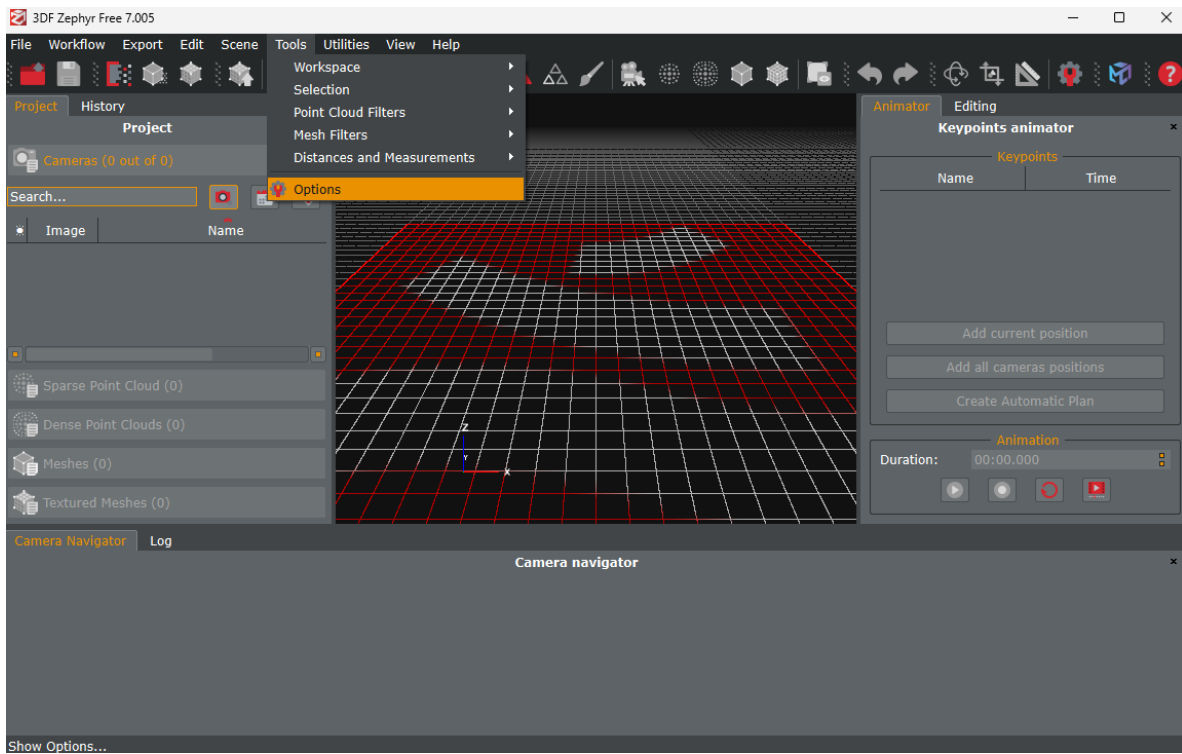 3DF Zephyr Free 7.005
File Workflow Export Edit Scene Tools Utilities View Help
Workspace
Selection
Point Cloud Filters
Mesh Filters
Distances and Measurements
Options
Project History
Project
Cameras (0 out of 0)
Search...
Image Name
Sparse Point Cloud (0)
Dense Point Clouds (0)
Meshes (0)
Textured Meshes (0)
Z
Y
X
Animator Editing
Keypoints animator
Keypoints
Name Time
Add current position
Add all cameras positions
Create Automatic Plan
Animation
Duration: 00:00.000
Camera Navigator Log
Camera navigator
Show Options...